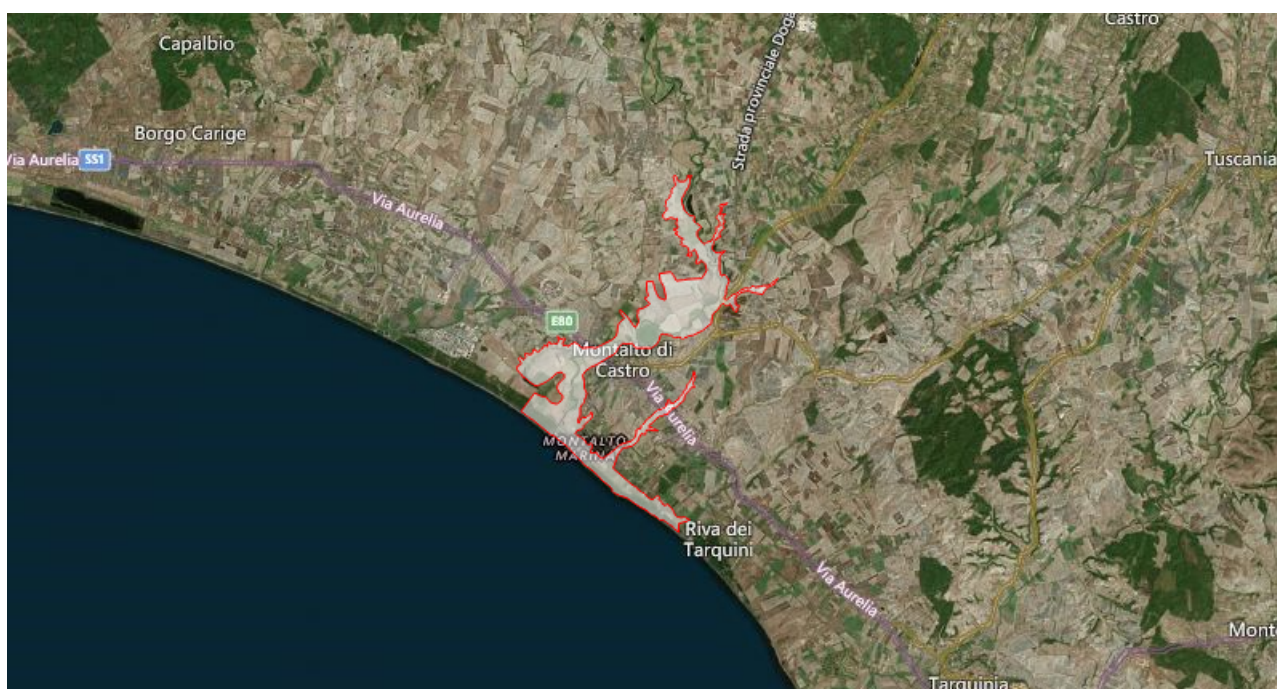 Castro
Capalbio
Strada provinciale Doga
Borgo Carige
Via Aurelia
SS1
Tuscania
Via Aurelia
E80
Montalto di
Castro
Via Aurelia
MONTALTO
MARINA
Riva dei
Tarquini
Via Aurelia
Monte
Tarquinia